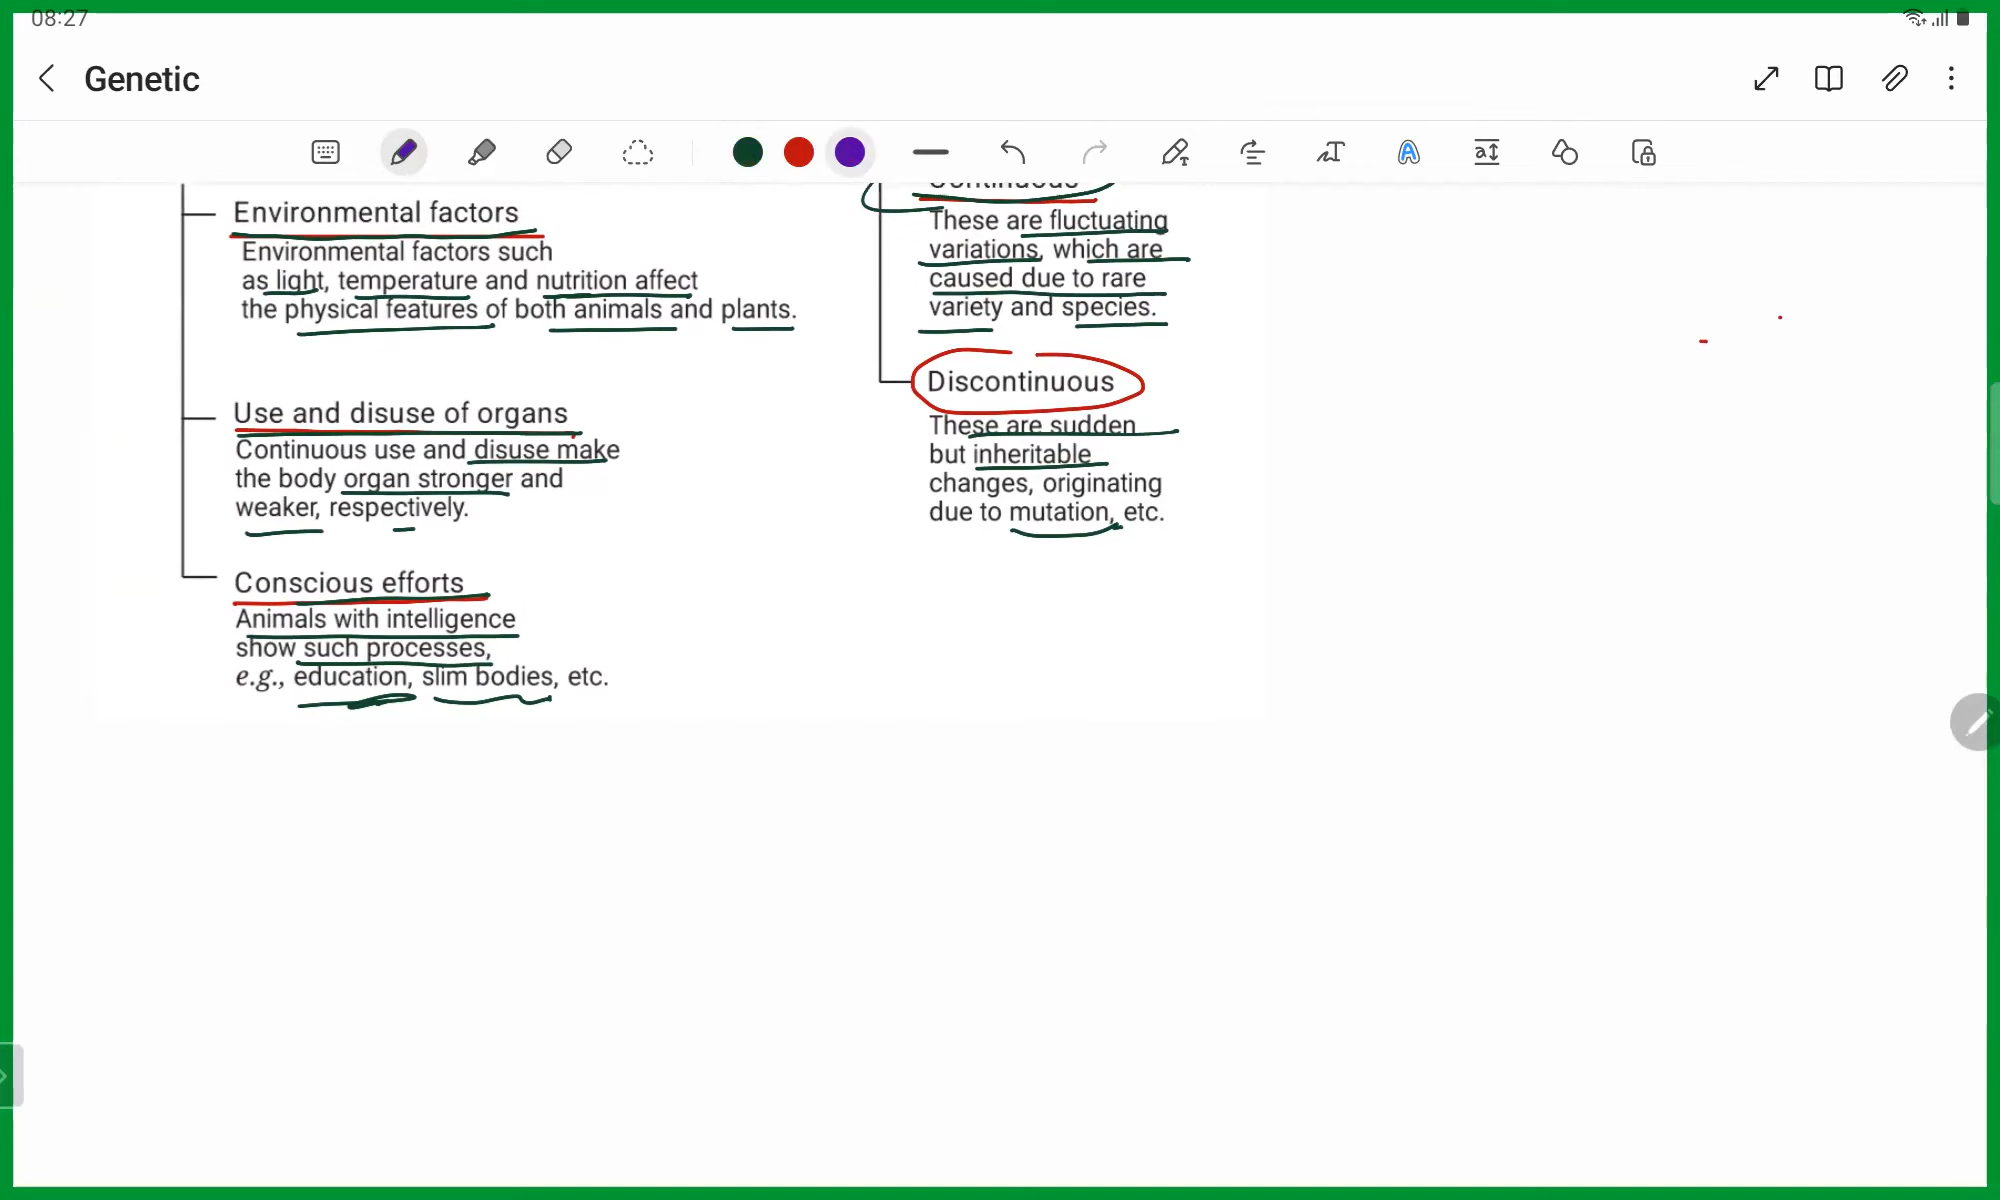 08:27
Genetic
Environmental factors
Environmental factors such
as light, temperature and nutrition affect
the physical features of both animals and plants.
Use and disuse of organs
Continuous use and disuse make
the body organ stronger and
weaker, respectively.
Conscious efforts
Animals with intelligence
show such processes,
e.g., education, slim bodies, etc.
Continuous
These are fluctuating
variations, which are
caused due to rare
variety and species.
Discontinuous
These are sudden
but inheritable
changes, originating
due to mutation, etc.